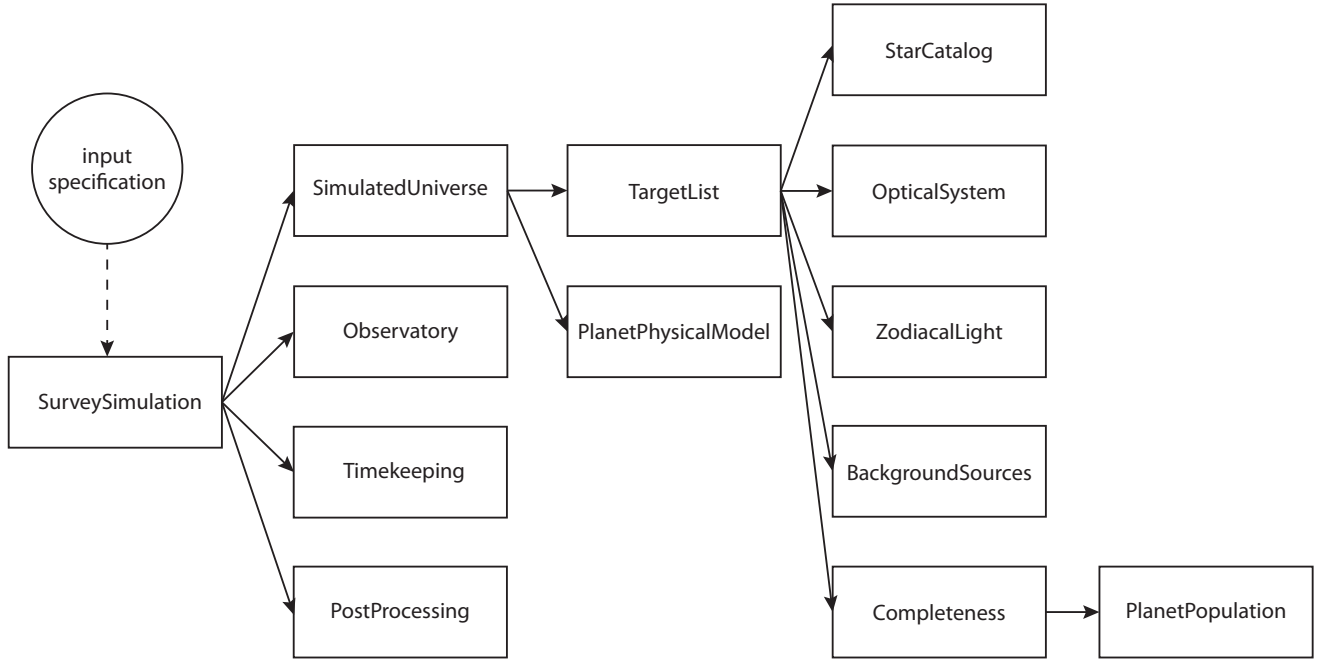 input
specification
SurveySimulation
SimulatedUniverse
Observatory
Timekeeping
PostProcessing
TargetList
PlanetPhysicalModel
StarCatalog
OpticalSystem
ZodiacalLight
BackgroundSources
Completeness
PlanetPopulation